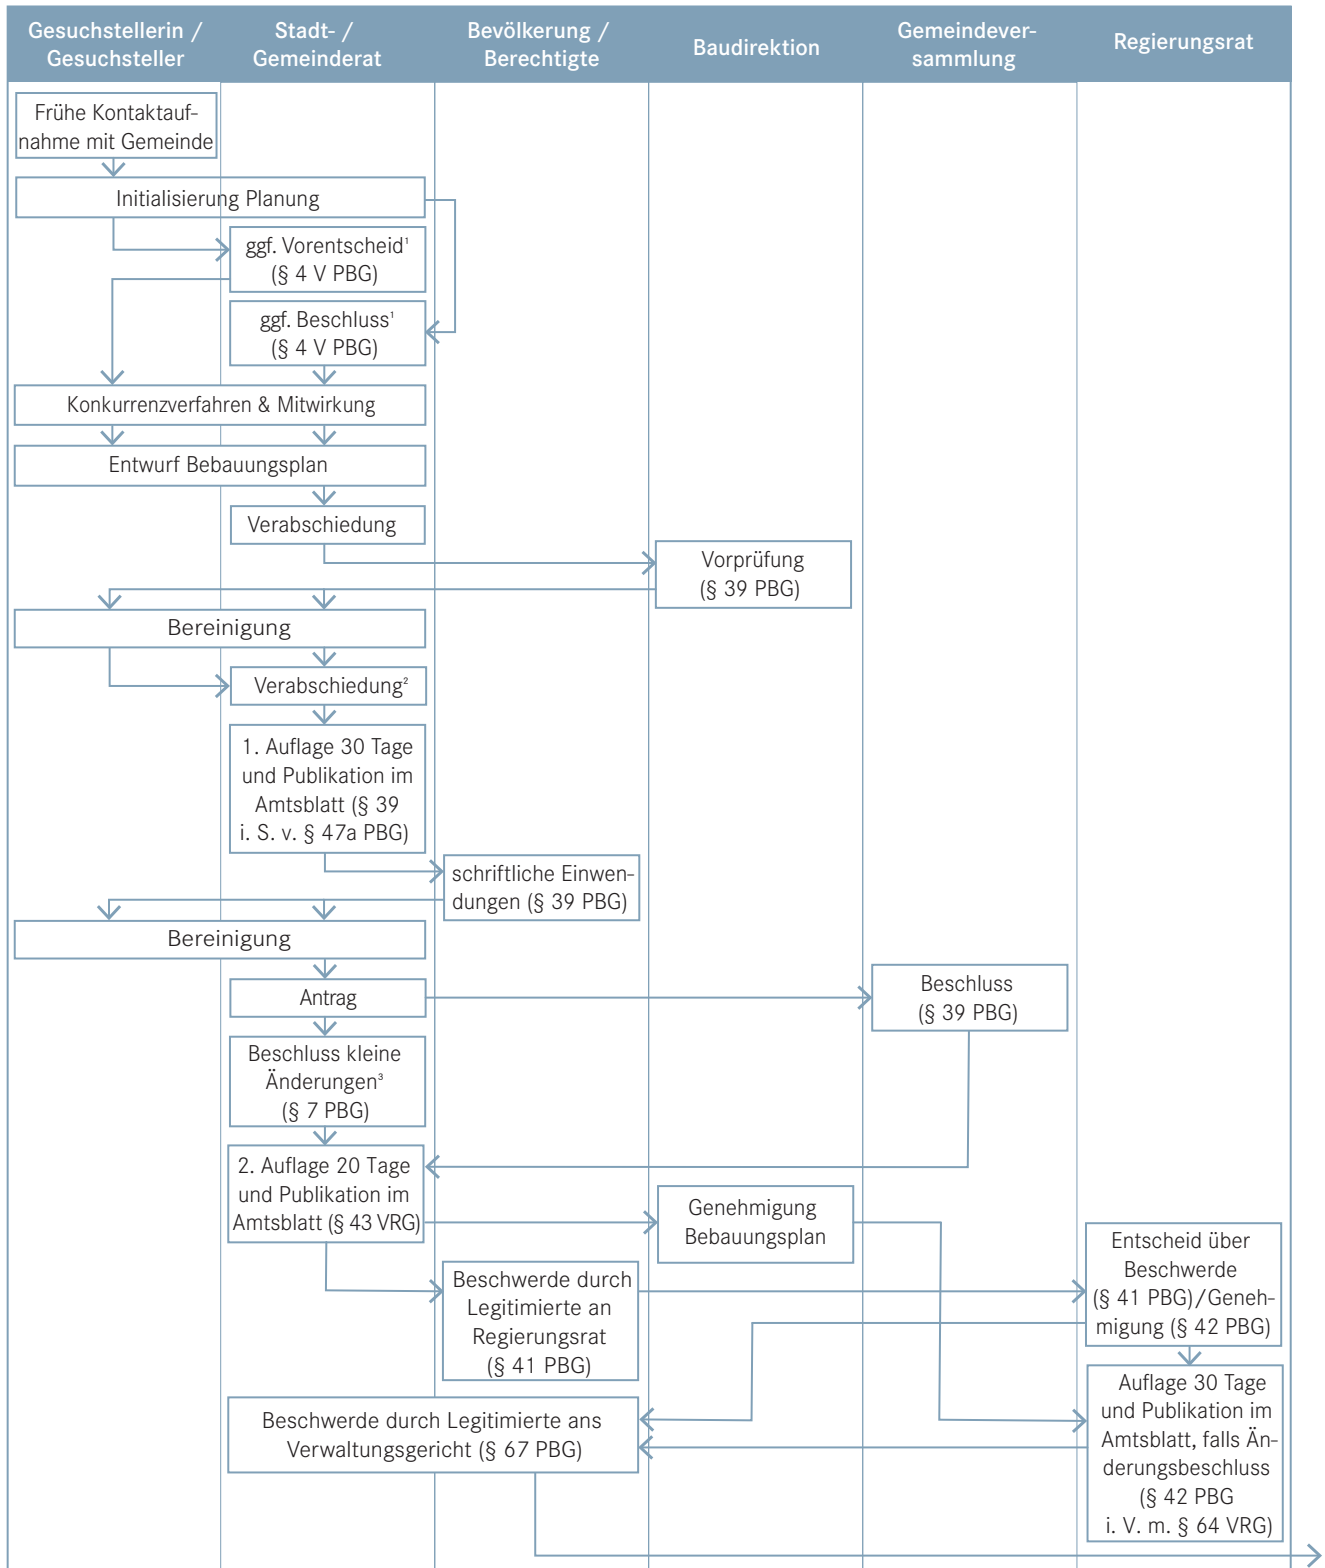 Gesuchstellerin /
Gesuchsteller
Stadt- /
Gemeinderat
Bevölkerung /
Berechtigte
Baudirektion
Gemeindever-
sammlung
Regierungsrat
Frühe Kontaktauf-
nahme mit Gemeinde
Initialisierung Planung
ggf. Vorentscheid¹
(§ 4 V PBG)
ggf. Beschluss¹
(§ 4 V PBG)
Konkurrenzverfahren & Mitwirkung
Entwurf Bebauungsplan
Verabschiedung
Vorprüfung
(§ 39 PBG)
Bereinigung
Verabschiedung²
1. Auflage 30 Tage
und Publikation im
Amtsblatt (§ 39
i. S. v. § 47a PBG)
schriftliche Einwen-
dungen (§ 39 PBG)
Bereinigung
Antrag
Beschluss
(§ 39 PBG)
Beschluss kleine
Änderungen³
(§ 7 PBG)
2. Auflage 20 Tage
und Publikation im
Amtsblatt (§ 43 VRG)
Genehmigung
Bebauungsplan
Entscheid über
Beschwerde
(§ 41 PBG)/Geneh-
migung (§ 42 PBG)
Beschwerde durch
Legitimierte an
Regierungsrat
(§ 41 PBG)
Auflage 30 Tage
und Publikation im
Amtsblatt, falls Än-
derungsbeschluss
(§ 42 PBG
i. V. m. § 64 VRG)
Beschwerde durch Legitimierte ans
Verwaltungsgericht (§ 67 PBG)